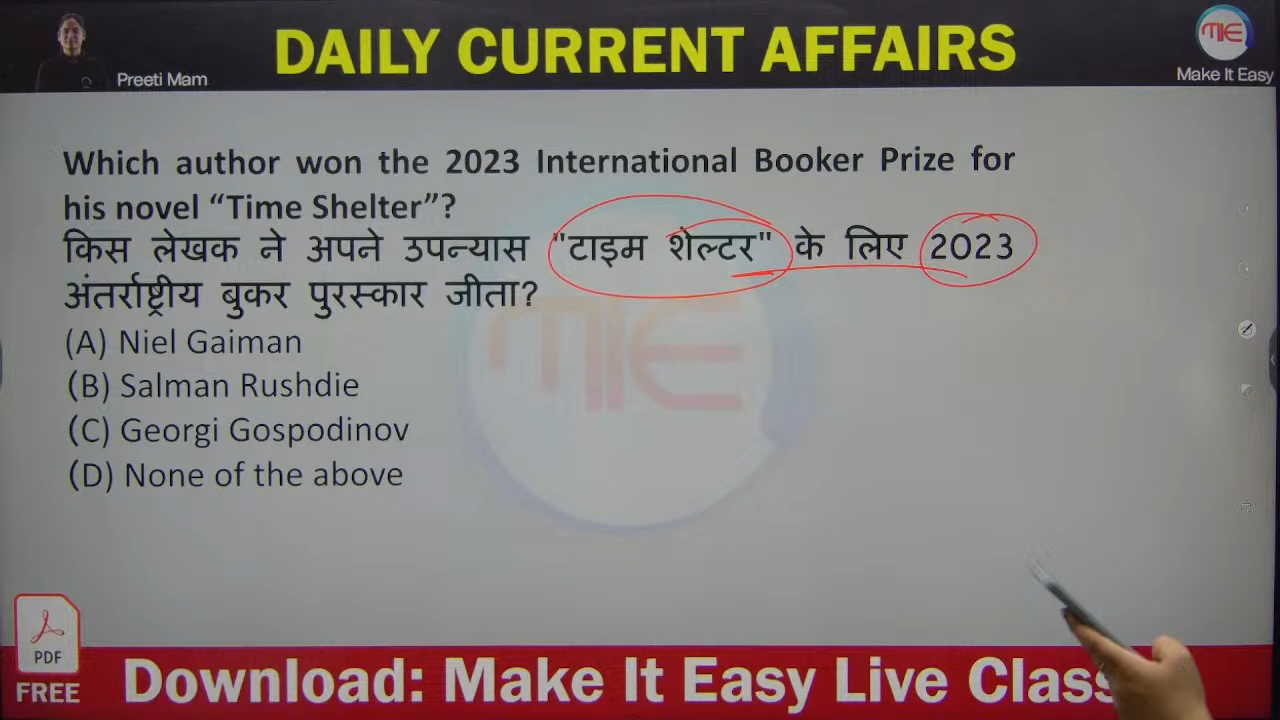 DAILY CURRENT AFFAIRS
Preeti Mam
MIE
Make It Easy
Which author won the 2023 International Booker Prize for
his novel “Time Shelter”?
किस लेखक ने अपने उपन्यास "टाइम शेल्टर" के लिए 2023
अंतर्राष्ट्रीय बुकर पुरस्कार जीता?
(A) Niel Gaiman
(B) Salman Rushdie
(C) Georgi Gospodinov
(D) None of the above
MIE
PDF
FREE
Download: Make It Easy Live